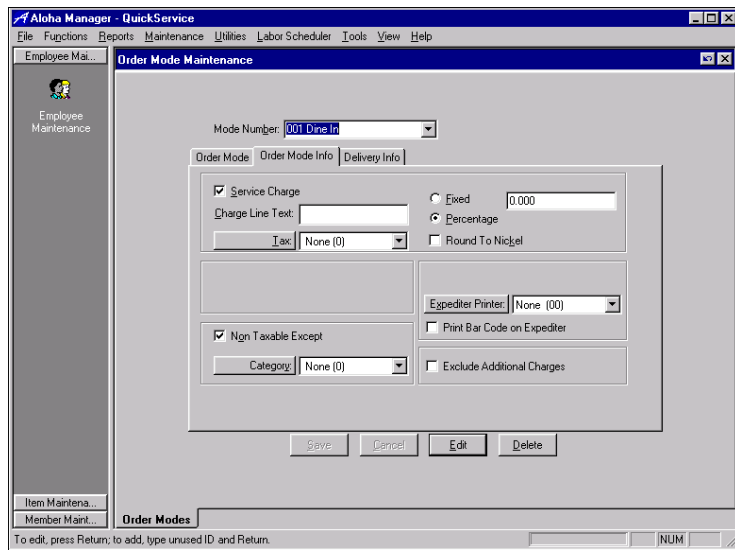 Aloha Manager - QuickService
File Functions Reports Maintenance Utilities Labor Scheduler Tools View Help
Employee Mai...
Order Mode Maintenance
Employee
Maintenance
Mode Number: 001 Dine In
Order Mode Order Mode Info Delivery Info
Service Charge
Fixed 0.000
Charge Line Text:
Percentage
Tax: None (0)
Round To Nickel
Expediter Printer: None (00)
Print Bar Code on Expediter
Non Taxable Except
Category: None (0)
Exclude Additional Charges
Save Cancel Edit Delete
Item Maintena...
Member Maint...
Order Modes
To edit, press Return; to add, type unused ID and Return.
NUM